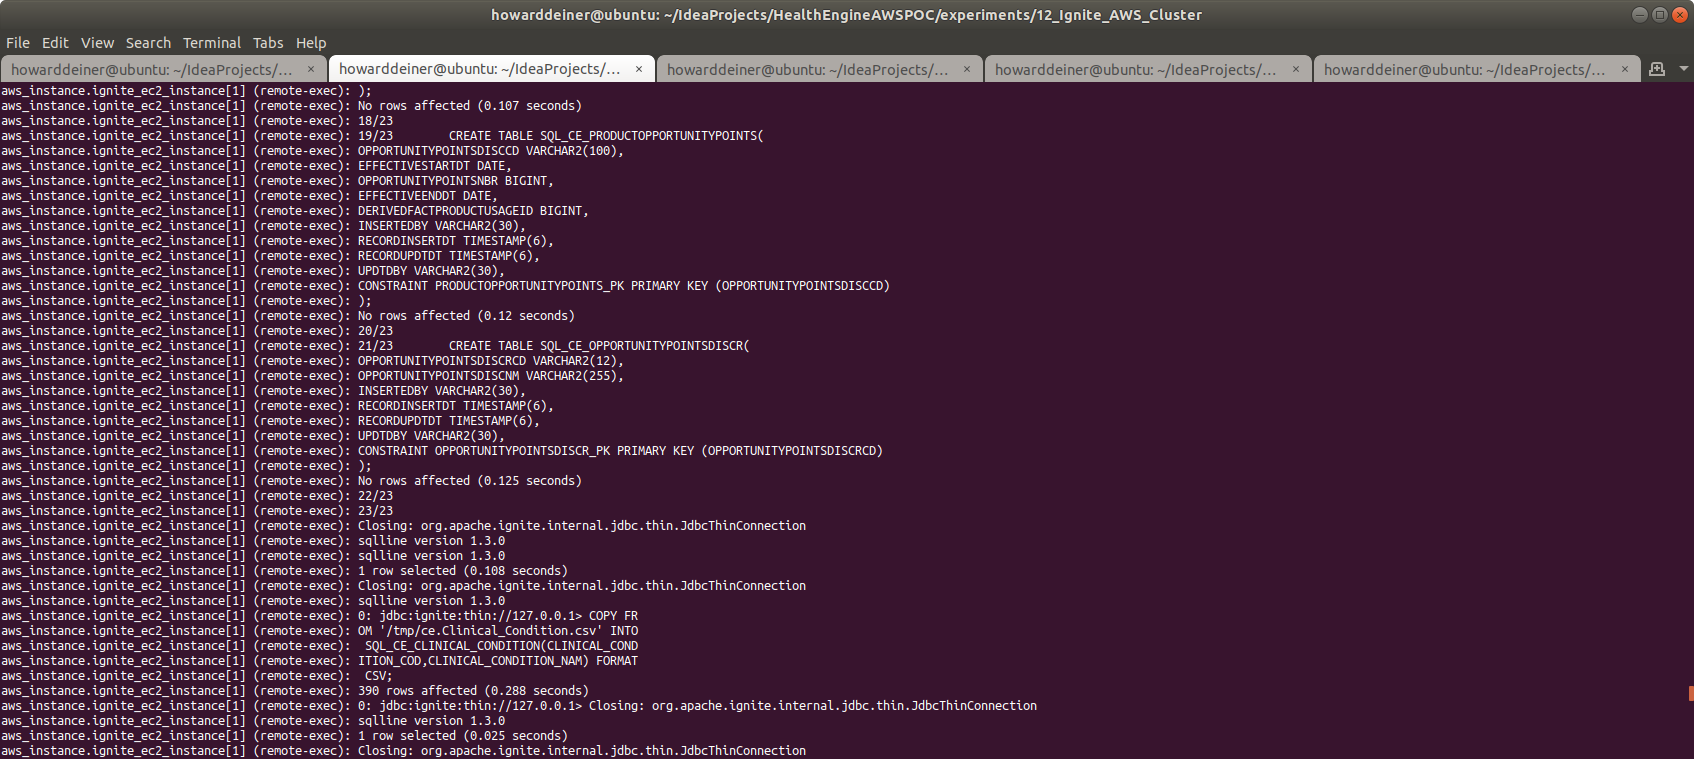 howarddeiner@ubuntu: ~/IdeaProjects/HealthEngineAWSPOC/experiments/12_Ignite_AWS_Cluster
File Edit View Search Terminal Tabs Help
howarddeiner@ubuntu: ~/IdeaProjects/... × howarddeiner@ubuntu: ~/IdeaProjects/... × howarddeiner@ubuntu: ~/IdeaProjects/... × howarddeiner@ubuntu: ~/IdeaProjects/... × howarddeiner@ubuntu: ~/IdeaProjects/... ×
aws_instance.ignite_ec2_instance[1] (remote-exec): );
aws_instance.ignite_ec2_instance[1] (remote-exec): No rows affected (0.107 seconds)
aws_instance.ignite_ec2_instance[1] (remote-exec): 18/23
aws_instance.ignite_ec2_instance[1] (remote-exec): 19/23        CREATE TABLE SQL_CE_PRODUCTOPPORTUNITYPOINTS(
aws_instance.ignite_ec2_instance[1] (remote-exec): OPPORTUNITYPOINTSDISCCD VARCHAR2(100),
aws_instance.ignite_ec2_instance[1] (remote-exec): EFFECTIVESTARTDT DATE,
aws_instance.ignite_ec2_instance[1] (remote-exec): OPPORTUNITYPOINTSNBR BIGINT,
aws_instance.ignite_ec2_instance[1] (remote-exec): EFFECTIVEENDDT DATE,
aws_instance.ignite_ec2_instance[1] (remote-exec): DERIVEDFACTPRODUCTUSAGEID BIGINT,
aws_instance.ignite_ec2_instance[1] (remote-exec): INSERTEDBY VARCHAR2(30),
aws_instance.ignite_ec2_instance[1] (remote-exec): RECORDINSERTDT TIMESTAMP(6),
aws_instance.ignite_ec2_instance[1] (remote-exec): RECORDUPDTDT TIMESTAMP(6),
aws_instance.ignite_ec2_instance[1] (remote-exec): UPDTDBY VARCHAR2(30),
aws_instance.ignite_ec2_instance[1] (remote-exec): CONSTRAINT PRODUCTOPPORTUNITYPOINTS_PK PRIMARY KEY (OPPORTUNITYPOINTSDISCCD)
aws_instance.ignite_ec2_instance[1] (remote-exec): );
aws_instance.ignite_ec2_instance[1] (remote-exec): No rows affected (0.12 seconds)
aws_instance.ignite_ec2_instance[1] (remote-exec): 20/23
aws_instance.ignite_ec2_instance[1] (remote-exec): 21/23        CREATE TABLE SQL_CE_OPPORTUNITYPOINTSDISCR(
aws_instance.ignite_ec2_instance[1] (remote-exec): OPPORTUNITYPOINTSDISCRCD VARCHAR2(12),
aws_instance.ignite_ec2_instance[1] (remote-exec): OPPORTUNITYPOINTSDISCNM VARCHAR2(255),
aws_instance.ignite_ec2_instance[1] (remote-exec): INSERTEDBY VARCHAR2(30),
aws_instance.ignite_ec2_instance[1] (remote-exec): RECORDINSERTDT TIMESTAMP(6),
aws_instance.ignite_ec2_instance[1] (remote-exec): RECORDUPDTDT TIMESTAMP(6),
aws_instance.ignite_ec2_instance[1] (remote-exec): UPDTDBY VARCHAR2(30),
aws_instance.ignite_ec2_instance[1] (remote-exec): CONSTRAINT OPPORTUNITYPOINTSDISCR_PK PRIMARY KEY (OPPORTUNITYPOINTSDISCRCD)
aws_instance.ignite_ec2_instance[1] (remote-exec): );
aws_instance.ignite_ec2_instance[1] (remote-exec): No rows affected (0.125 seconds)
aws_instance.ignite_ec2_instance[1] (remote-exec): 22/23
aws_instance.ignite_ec2_instance[1] (remote-exec): 23/23
aws_instance.ignite_ec2_instance[1] (remote-exec): Closing: org.apache.ignite.internal.jdbc.thin.JdbcThinConnection
aws_instance.ignite_ec2_instance[1] (remote-exec): sqlline version 1.3.0
aws_instance.ignite_ec2_instance[1] (remote-exec): sqlline version 1.3.0
aws_instance.ignite_ec2_instance[1] (remote-exec): 1 row selected (0.108 seconds)
aws_instance.ignite_ec2_instance[1] (remote-exec): Closing: org.apache.ignite.internal.jdbc.thin.JdbcThinConnection
aws_instance.ignite_ec2_instance[1] (remote-exec): sqlline version 1.3.0
aws_instance.ignite_ec2_instance[1] (remote-exec): 0: jdbc:ignite:thin://127.0.0.1> COPY FR
aws_instance.ignite_ec2_instance[1] (remote-exec): OM '/tmp/ce.Clinical_Condition.csv' INTO
aws_instance.ignite_ec2_instance[1] (remote-exec):  SQL_CE_CLINICAL_CONDITION(CLINICAL_COND
aws_instance.ignite_ec2_instance[1] (remote-exec): ITION_COD,CLINICAL_CONDITION_NAM) FORMAT
aws_instance.ignite_ec2_instance[1] (remote-exec):  CSV;
aws_instance.ignite_ec2_instance[1] (remote-exec): 390 rows affected (0.288 seconds)
aws_instance.ignite_ec2_instance[1] (remote-exec): 0: jdbc:ignite:thin://127.0.0.1> Closing: org.apache.ignite.internal.jdbc.thin.JdbcThinConnection
aws_instance.ignite_ec2_instance[1] (remote-exec): sqlline version 1.3.0
aws_instance.ignite_ec2_instance[1] (remote-exec): 1 row selected (0.025 seconds)
aws_instance.ignite_ec2_instance[1] (remote-exec): Closing: org.apache.ignite.internal.jdbc.thin.JdbcThinConnection